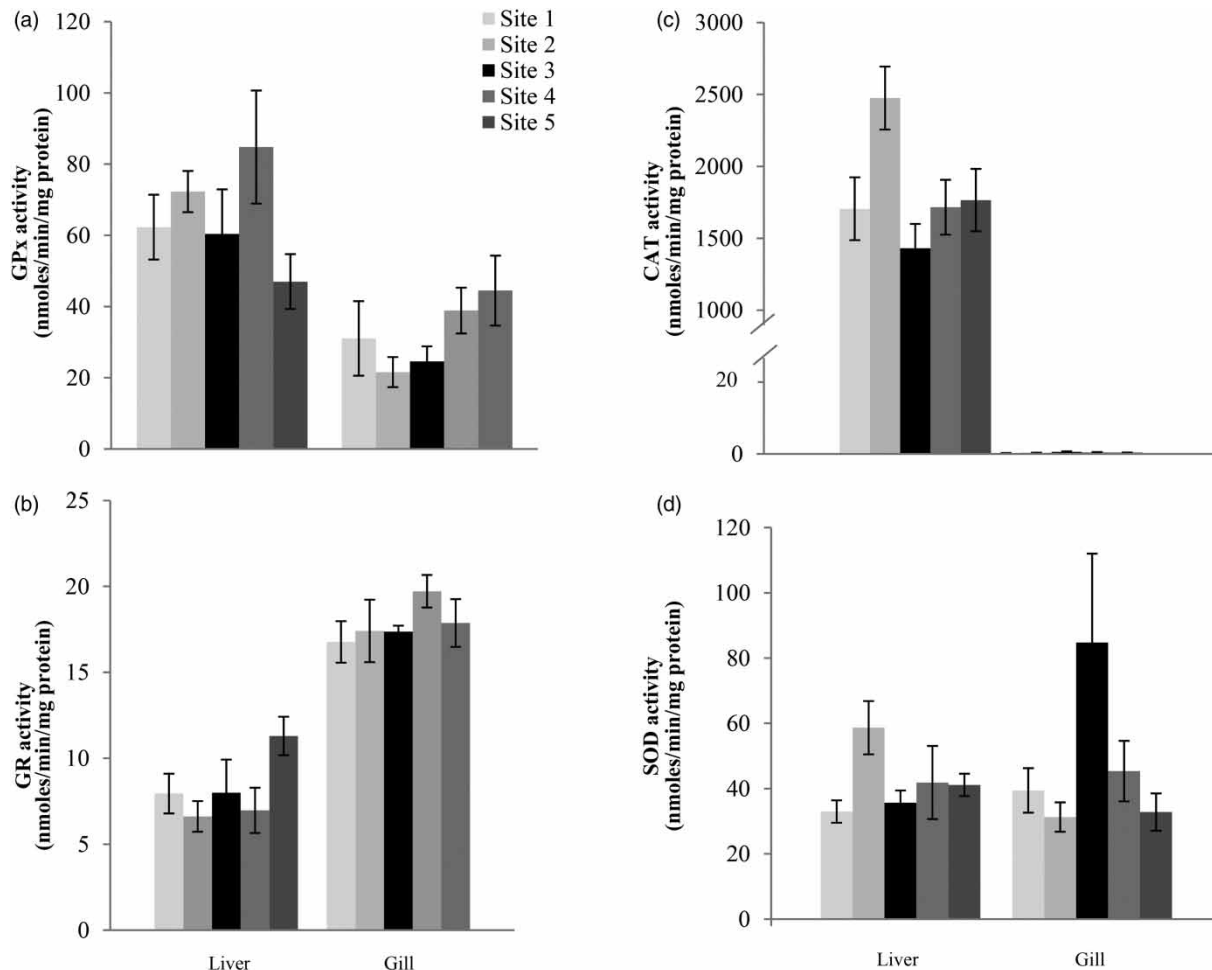 (a)
GPx activity
(nmoles/min/mg protein)
120
100
80
60
40
20
0
Site 1
Site 2
Site 3
Site 4
Site 5
(c)
CAT activity
(nmoles/min/mg protein)
3000
2500
2000
1500
1000
20
0
(b)
GR activity
(nmoles/min/mg protein)
25
20
15
10
5
0
Liver
Gill
(d)
SOD activity
(nmoles/min/mg protein)
120
100
80
60
40
20
0
Liver
Gill